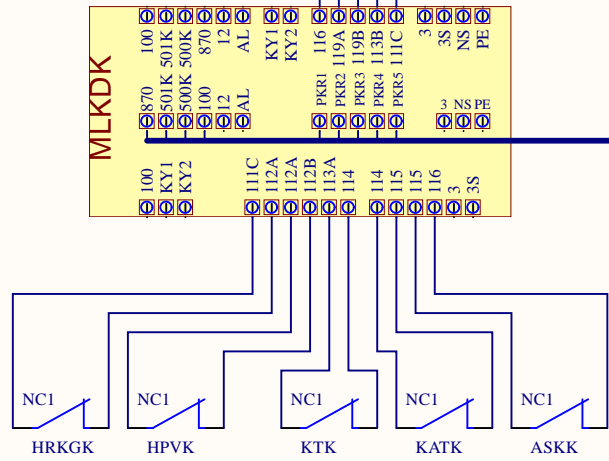 100 501K 500K 870 12 AL KY1 KY2 116 119A 119B 113B 111C 3 3S NS PE
MLKDK
870 501K 500K 100 12 AL PKR1 PKR2 PKR3 PKR4 PKR5 3 NS PE
100 KY1 KY2 111C 112A 112A 112B 113A 114 114 115 115 116 3 3S
NC1 NC1 NC1 NC1 NC1
HRKGK HPVK KTK KATK ASKK